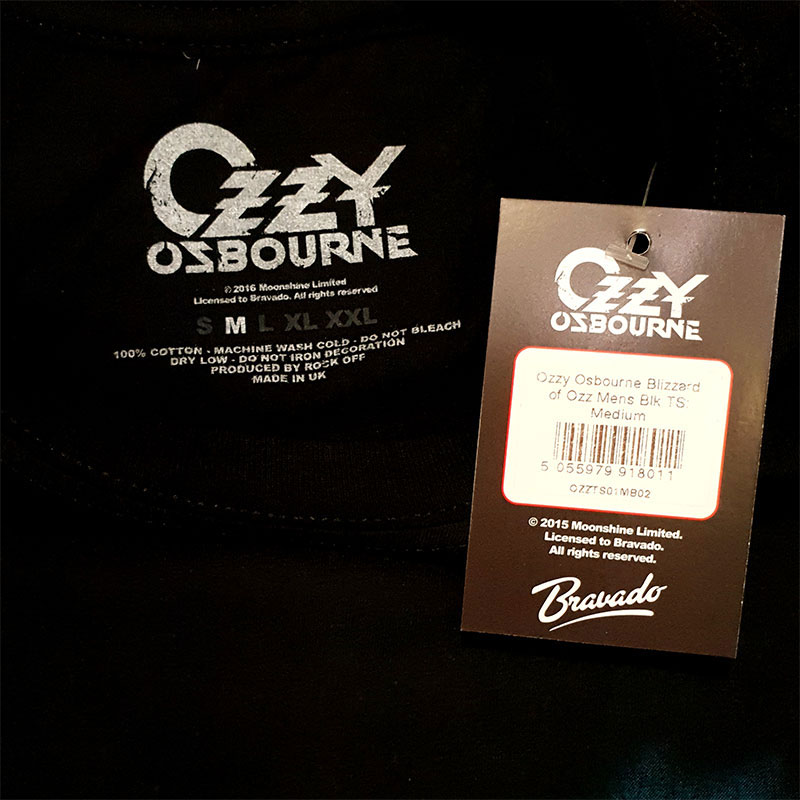 OZZY
OSBOURNE
© 2016 Moonshine Limited
Licensed to Bravado. All rights reserved
S M L XL XXL
100% COTTON - MACHINE WASH COLD - DO NOT BLEACH
DRY LOW - DO NOT IRON DECORATION
PRODUCED BY ROCK OFF
MADE IN UK
OZZY
OSBOURNE
Ozzy Osbourne Blizzard
of Ozz Mens Blk TS:
Medium
5 055979 918011
OZZTS01MB02
© 2015 Moonshine Limited.
Licensed to Bravado.
All rights reserved.
Bravado